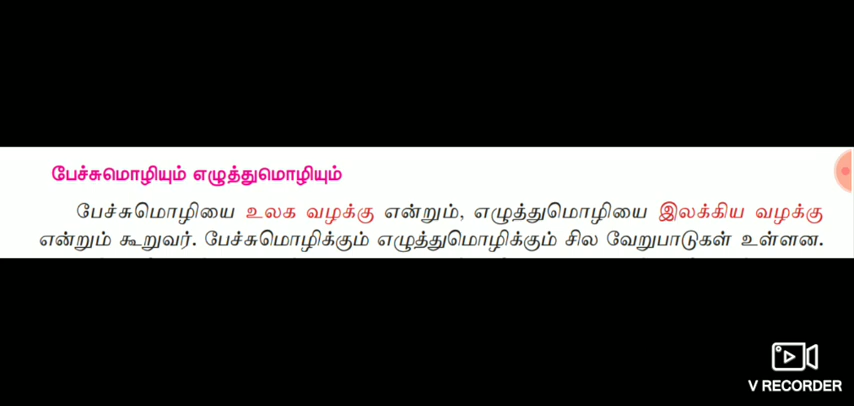 பேச்சுமொழியும் எழுத்துமொழியும்
பேச்சுமொழியை உலக வழக்கு என்றும், எழுத்துமொழியை இலக்கிய வழக்கு
என்றும் கூறுவர். பேச்சுமொழிக்கும் எழுத்துமொழிக்கும் சில வேறுபாடுகள் உள்ளன.
V RECORDER